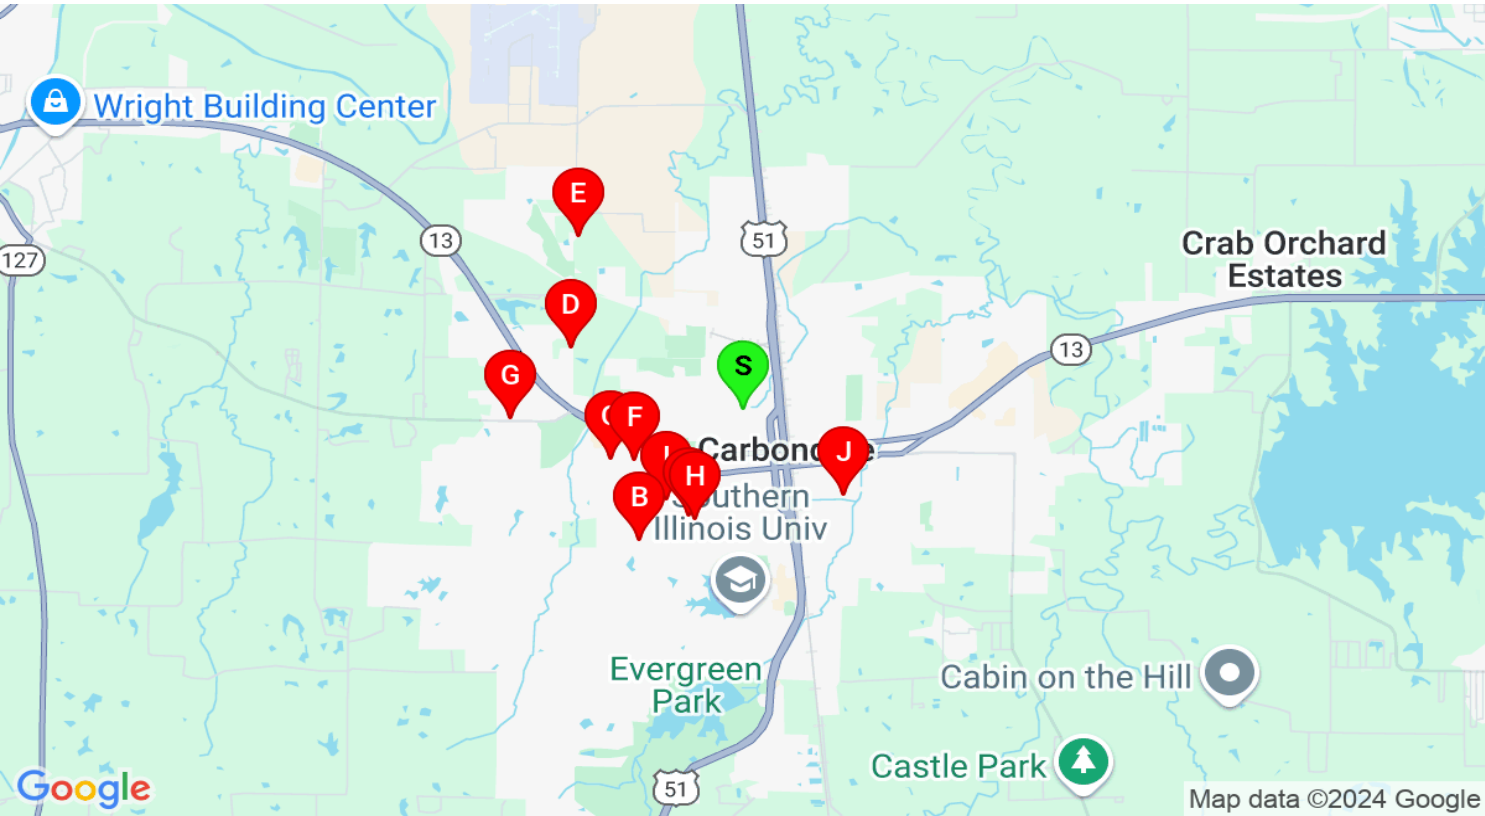 Wright Building Center
E
13
51
127
Crab Orchard
Estates
D
13
S
G
F
J
H
B
Southern
Illinois Univ
Evergreen
Park
Cabin on the Hill
Castle Park
51
Google
Map data ©2024 Google